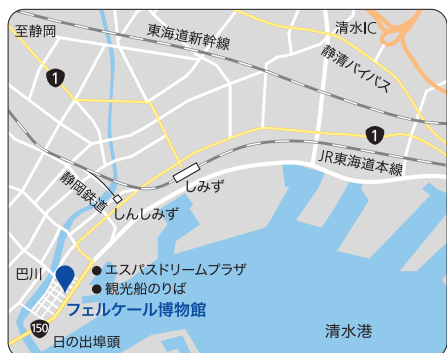 至静岡
東海道新幹線
清水IC
静清バイパス
1
1
JR東海道本線
静岡鉄道
しみず
しんしみず
巴川
● エスパスドリームプラザ
● 観光船のりば
フェルケール博物館
150
日の出埠頭
清水港